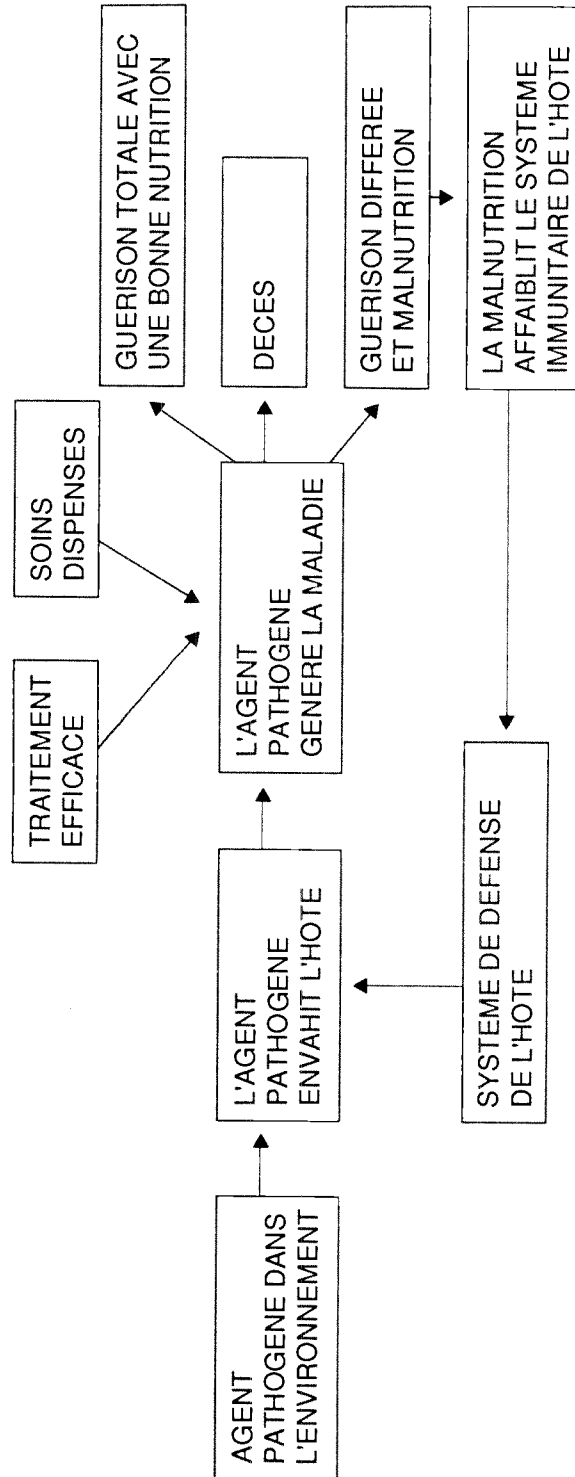 TRAITEMENT
EFFICACE
SOINS
DISPENSES
AGENT
PATHOGENE DANS
L'ENVIRONNEMENT
L'AGENT
PATHOGENE
ENVAHIT L'HOTE
L'AGENT
PATHOGENE
GENERE LA MALADIE
GUERISON TOTALE AVEC
UNE BONNE NUTRITION
DECES
GUERISON DIFFEREE
ET MALNUTRITION
SYSTEME DE DEFENSE
DE L'HOTE
LA MALNUTRITION
AFFAIBLIT LE SYSTEME
IMMUNITAIRE DE L'HOTE